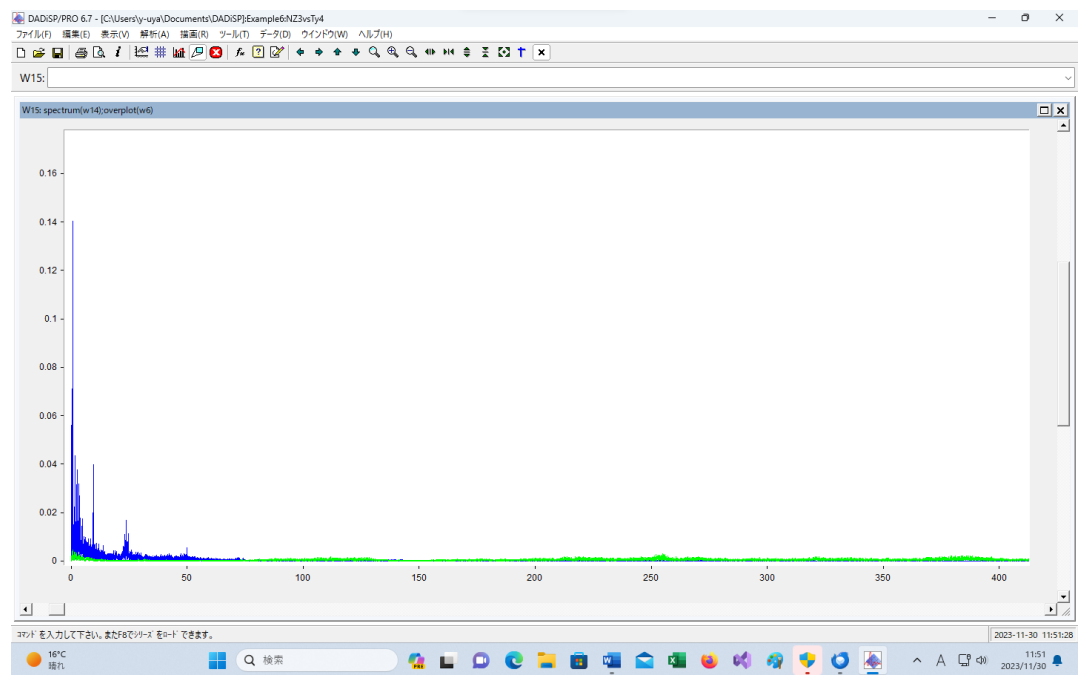 DADiSP/PRO 6.7 - [C:\Users\y-uya\Documents\DADiSP]:Example6:NZ3vsTy4
ファイル(F) 編集(E) 表示(V) 解析(A) 描画(R) ツール(T) データ(D) ウインドウ(W) ヘルプ(H)
W15:
W15: spectrum(w14);overplot(w6)
0.16
0.14
0.12
0.1
0.08
0.06
0.04
0.02
0
0 50 100 150 200 250 300 350 400
コマンド を入力して下さい。またF8でシリーズ をロード できます。
2023-11-30 11:51:28
16°C
晴れ
検索
PRE
A
11:51
2023/11/30